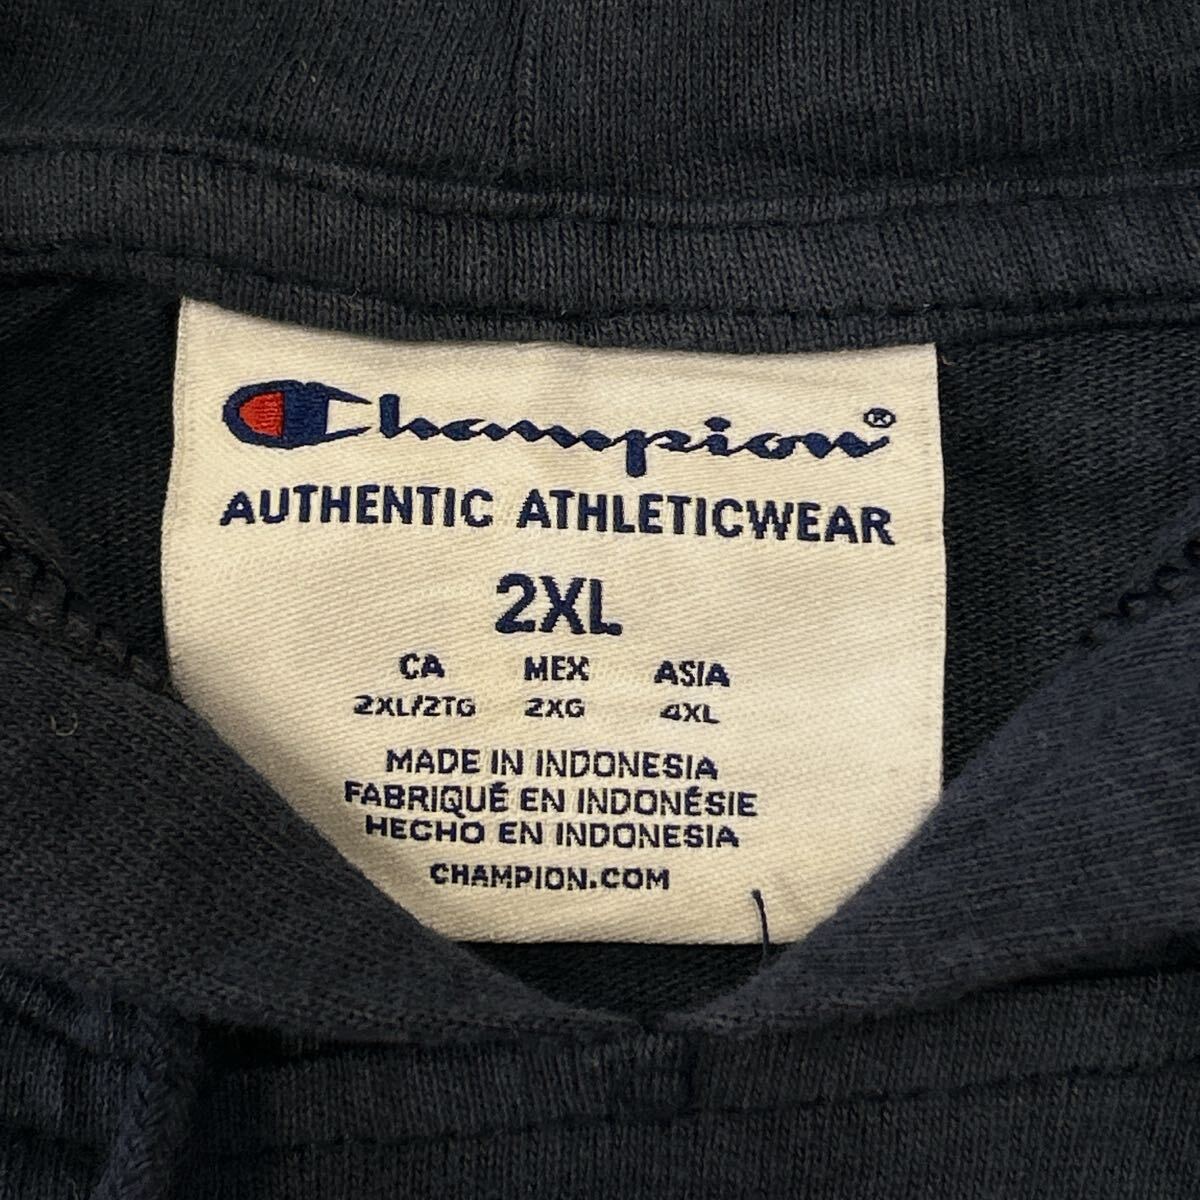 Champion®
AUTHENTIC ATHLETICWEAR
2XL
CA MEX ASIA
2XL/2TG 2XG 4XL
MADE IN INDONESIA
FABRIQUÉ EN INDONÉSIE
HECHO EN INDONESIA
CHAMPION.COM